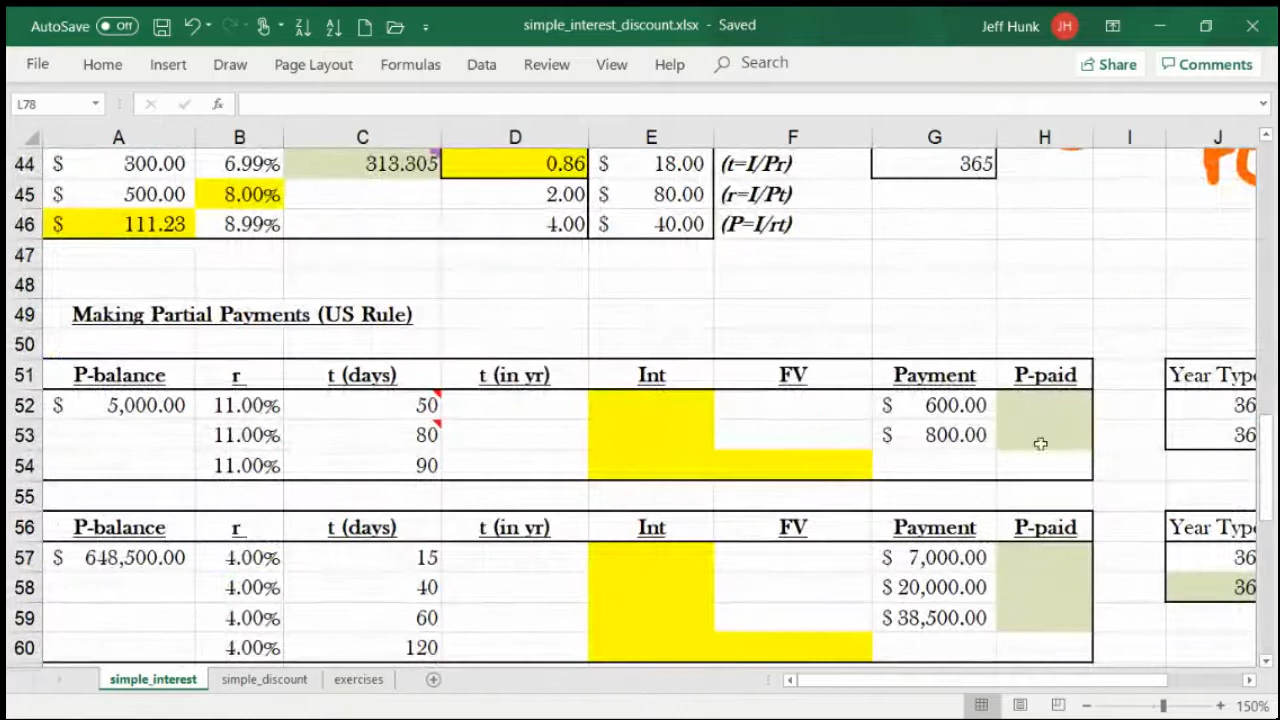 AutoSave Off simple_interest_discount.xlsx - Saved Jeff Hunk JH
File Home Insert Draw Page Layout Formulas Data Review View Help Search Share Comments
L78 fx
A B C D E F G H I J
44 $ 300.00 6.99% 313.305 0.86 $ 18.00 (t=I/Pr) 365
45 $ 500.00 8.00% 2.00 $ 80.00 (r=I/Pt)
46 $ 111.23 8.99% 4.00 $ 40.00 (P=I/rt)
47
48
49 Making Partial Payments (US Rule)
50
51 P-balance r t (days) t (in yr) Int FV Payment P-paid Year Type
52 $ 5,000.00 11.00% 50 $ 600.00 36
53 11.00% 80 $ 800.00 36
54 11.00% 90
55
56 P-balance r t (days) t (in yr) Int FV Payment P-paid Year Type
57 $ 648,500.00 4.00% 15 $ 7,000.00 36
58 4.00% 40 $ 20,000.00 36
59 4.00% 60 $ 38,500.00
60 4.00% 120
simple_interest simple_discount exercises
150%